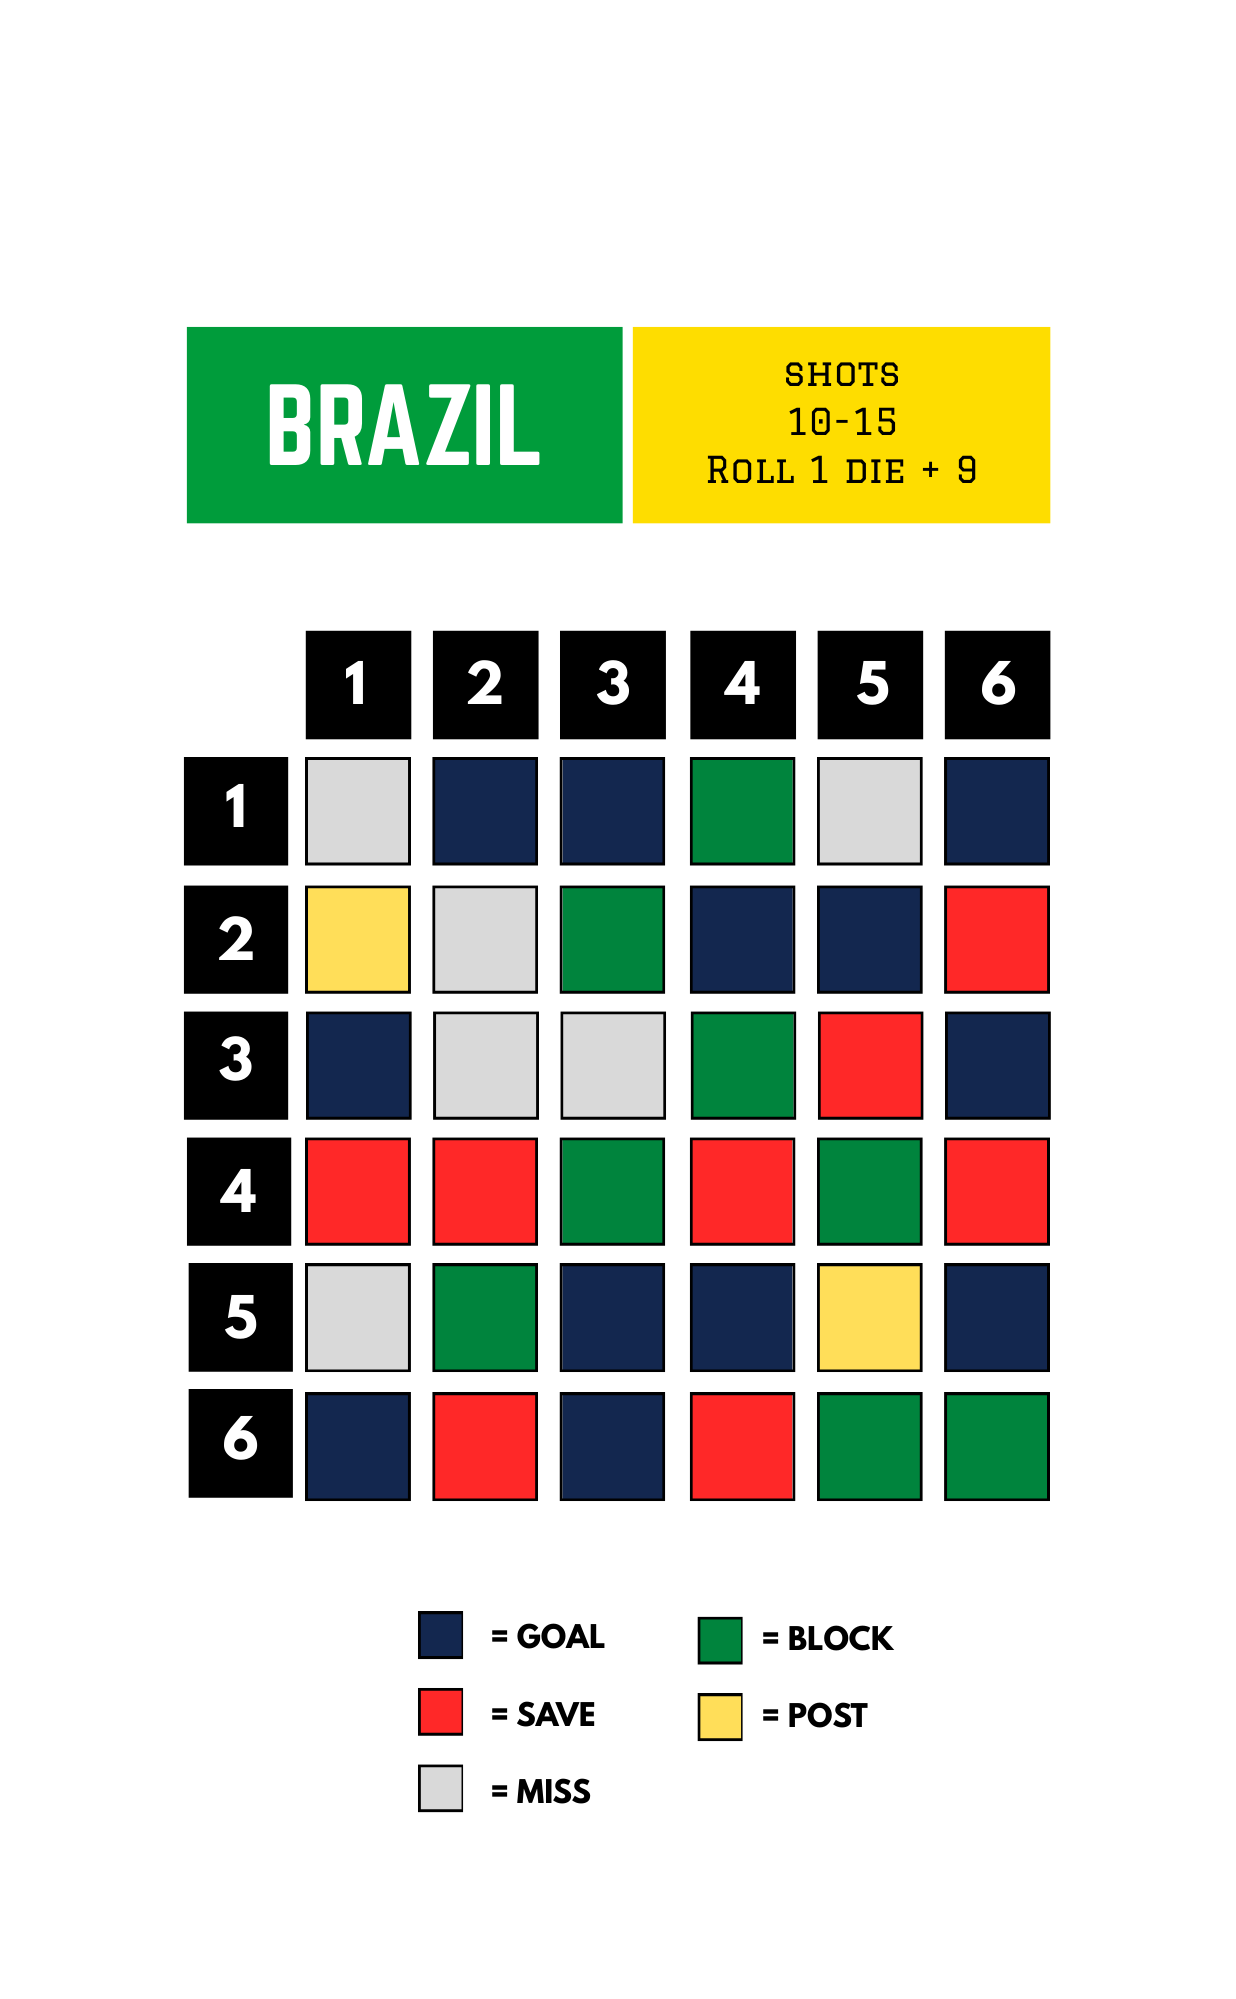 BRAZIL
SHOTS
10-15
ROLL 1 DIE + 9
1 2 3 4 5 6
1
2
3
4
5
6
= GOAL = BLOCK
= SAVE = POST
= MISS